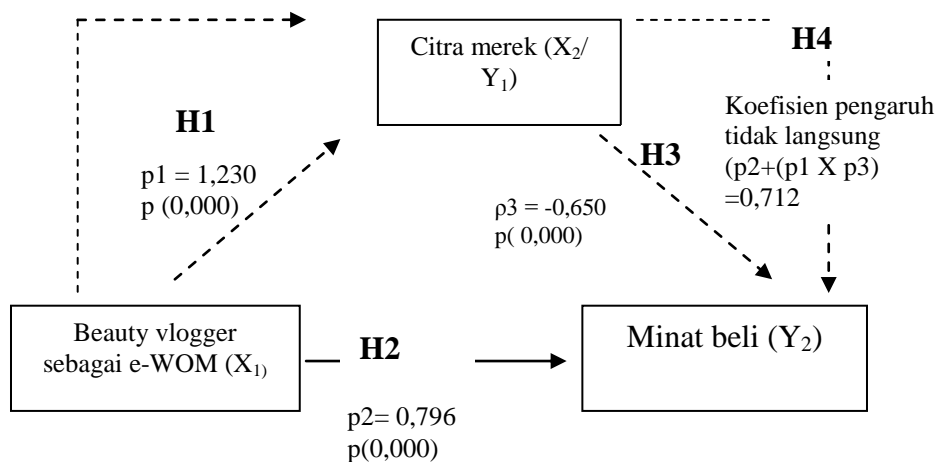 Citra merek (X₂/
Y₁)
H4
H1
Koefisien pengaruh
tidak langsung
(p2+(p1 X p3)
=0,712
H3
p1 = 1,230
p (0,000)
ρ3 = -0,650
p( 0,000)
Beauty vlogger
sebagai e-WOM (X₁)
H2
Minat beli (Y₂)
p2= 0,796
p(0,000)